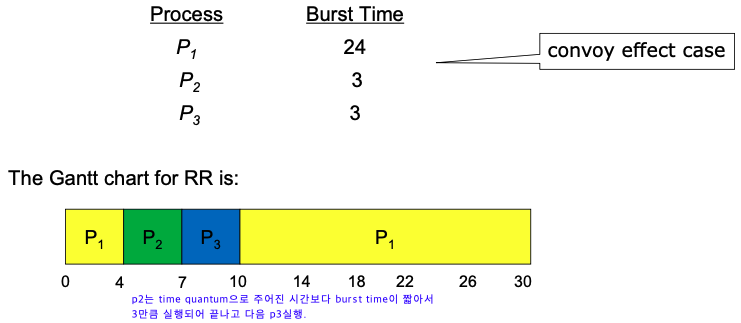 Process Burst Time
P1 24 convoy effect case
P2 3
P3 3
The Gantt chart for RR is:
P1 P2 P3 P1
0 4 7 10 14 18 22 26 30
p2는 time quantum으로 주어진 시간보다 burst time이 짧아서
3만큼 실행되어 끝나고 다음 p3실행.